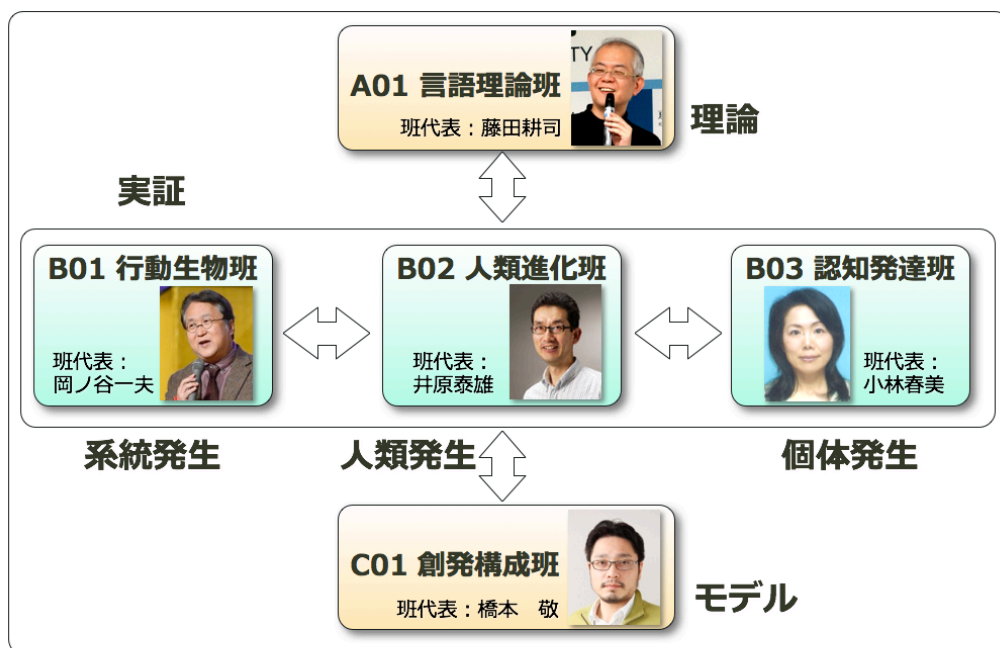 TY
A01 言語理論班
班代表：藤田耕司
理論
実証
B01 行動生物班
班代表：
岡ノ谷一夫
B02 人類進化班
班代表：
井原泰雄
B03 認知発達班
班代表：
小林春美
系統発生
人類発生
個体発生
C01 創発構成班
班代表：橋本　敬
モデル